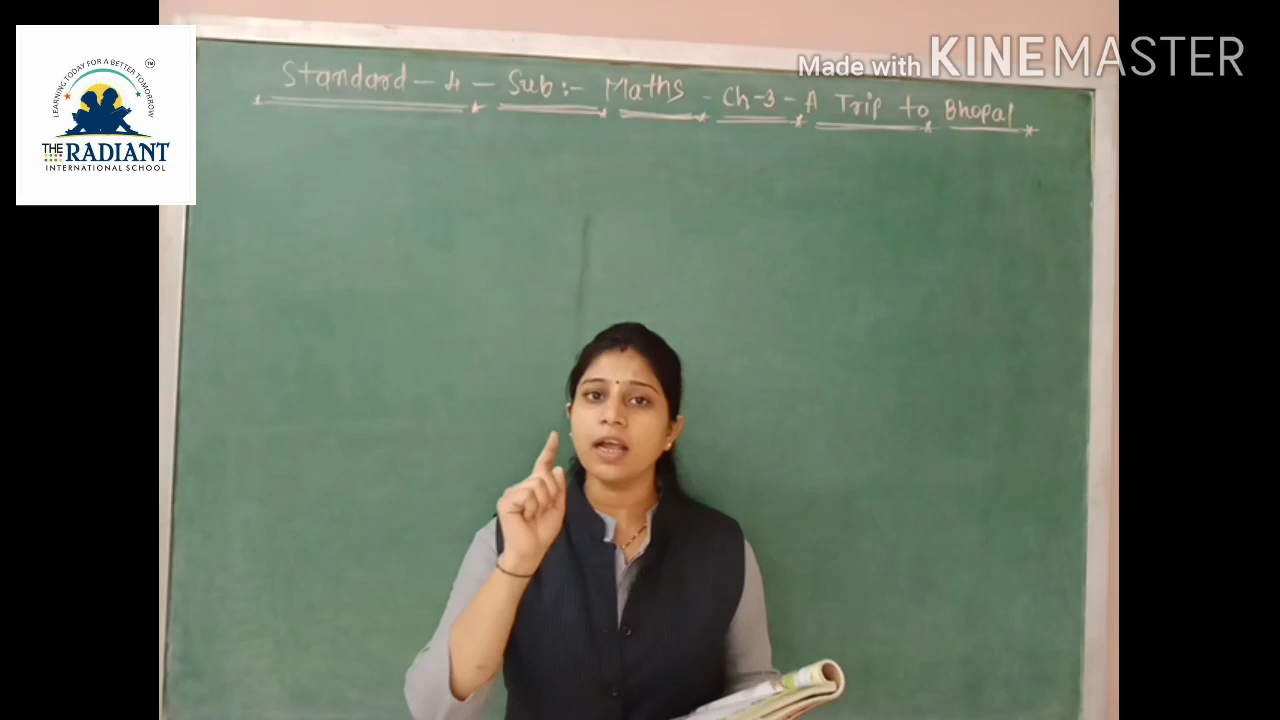 LEARNING TODAY FOR A BETTER TOMORROW
TM
THE RADIANT
INTERNATIONAL SCHOOL
Made with KINEMASTER
Standard - 4 - Sub:- Maths - Ch-3 - A Trip to Bhopal